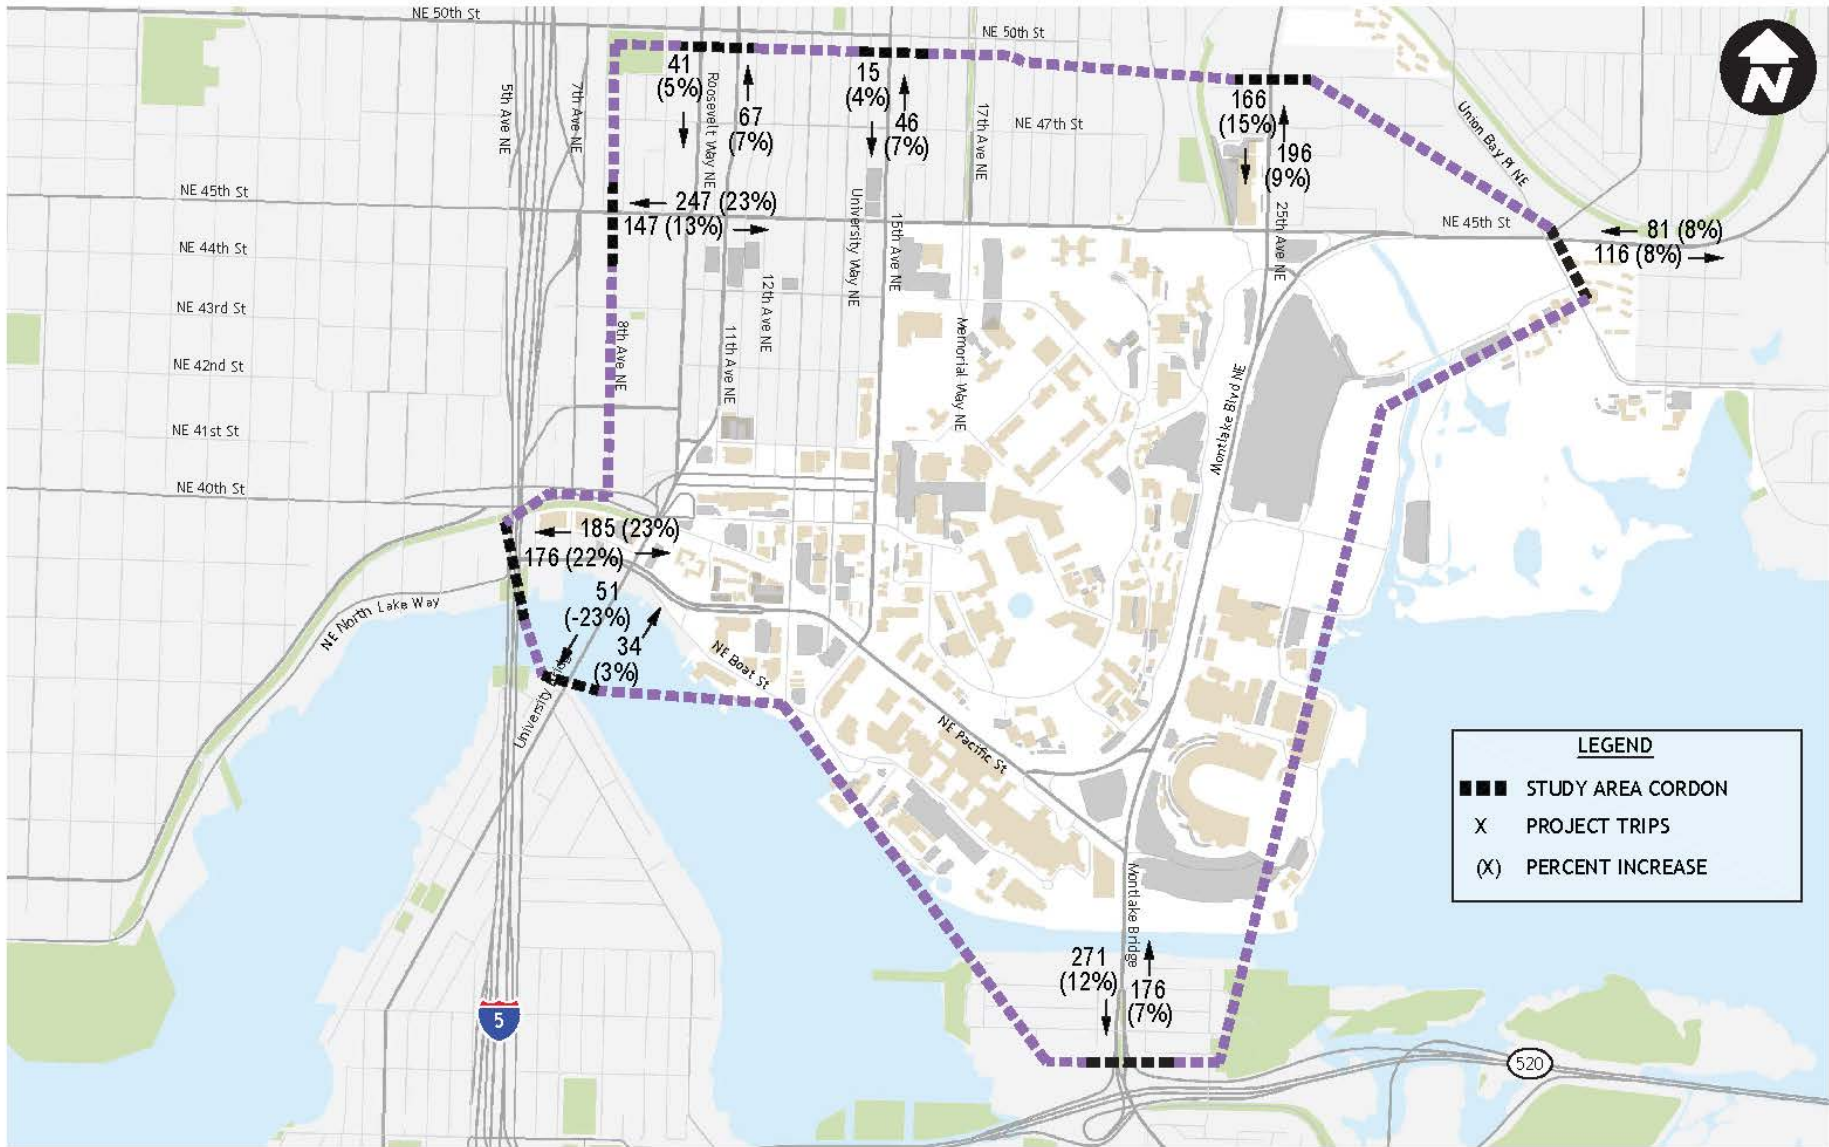 NE 50th St
NE 50th St
N
41
(5%)
Roosevelt Way NE
67
(7%)
15
(4%)
46
(7%)
17th Ave NE
NE 47th St
166
(15%)
196
(9%)
Union Bay Pl NE
5th Ave NE
7th Ave NE
NE 45th St
247 (23%)
147 (13%)
University Way NE
15th Ave NE
25th Ave NE
NE 45th St
81 (8%)
116 (8%)
NE 44th St
12th Ave NE
NE 43rd St
8th Ave NE
11th Ave NE
Memorial Way NE
NE 42nd St
Montlake Blvd NE
NE 41st St
NE 40th St
185 (23%)
176 (22%)
51
(-23%)
34
(3%)
NE North Lake Way
University
NE Boat St
NE Pacific St
LEGEND
STUDY AREA CORDON
X PROJECT TRIPS
(X) PERCENT INCREASE
Montlake Bridge
271
(12%)
176
(7%)
5
520